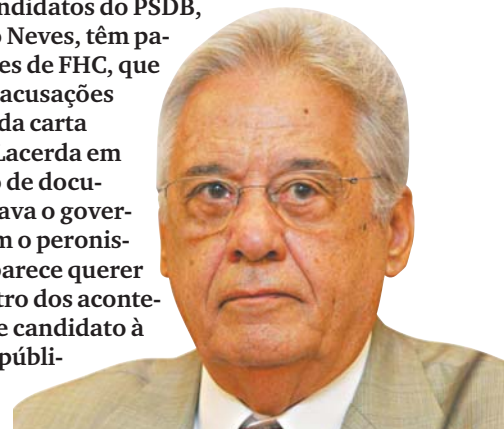 ndidatos do PSDB,
o Neves, têm pa-
es de FHC, que
acusações
da carta
Lacerda em
o de docu-
ava o gover-
m o peronis-
parece querer
tro dos aconte-
e candidato à
públi-